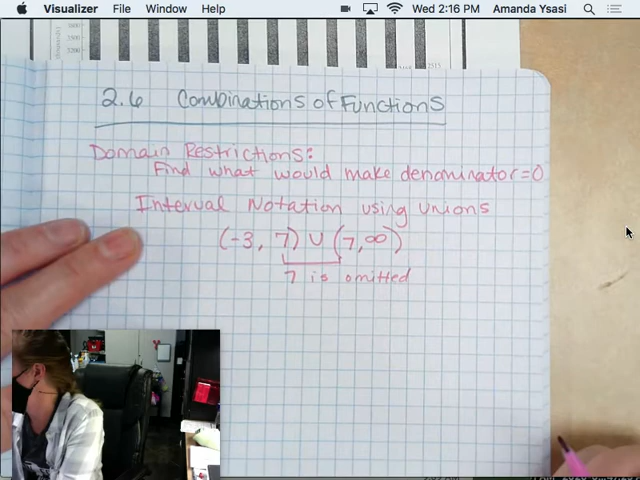 Visualizer File Window Help Wed 2:16 PM Amanda Ysasi
2.6 Combinations of Functions
Domain Restrictions:
Find what would make denominator=0
Interval Notation using Unions
(-3, 7) ∪ (7, ∞)
7 is omitted